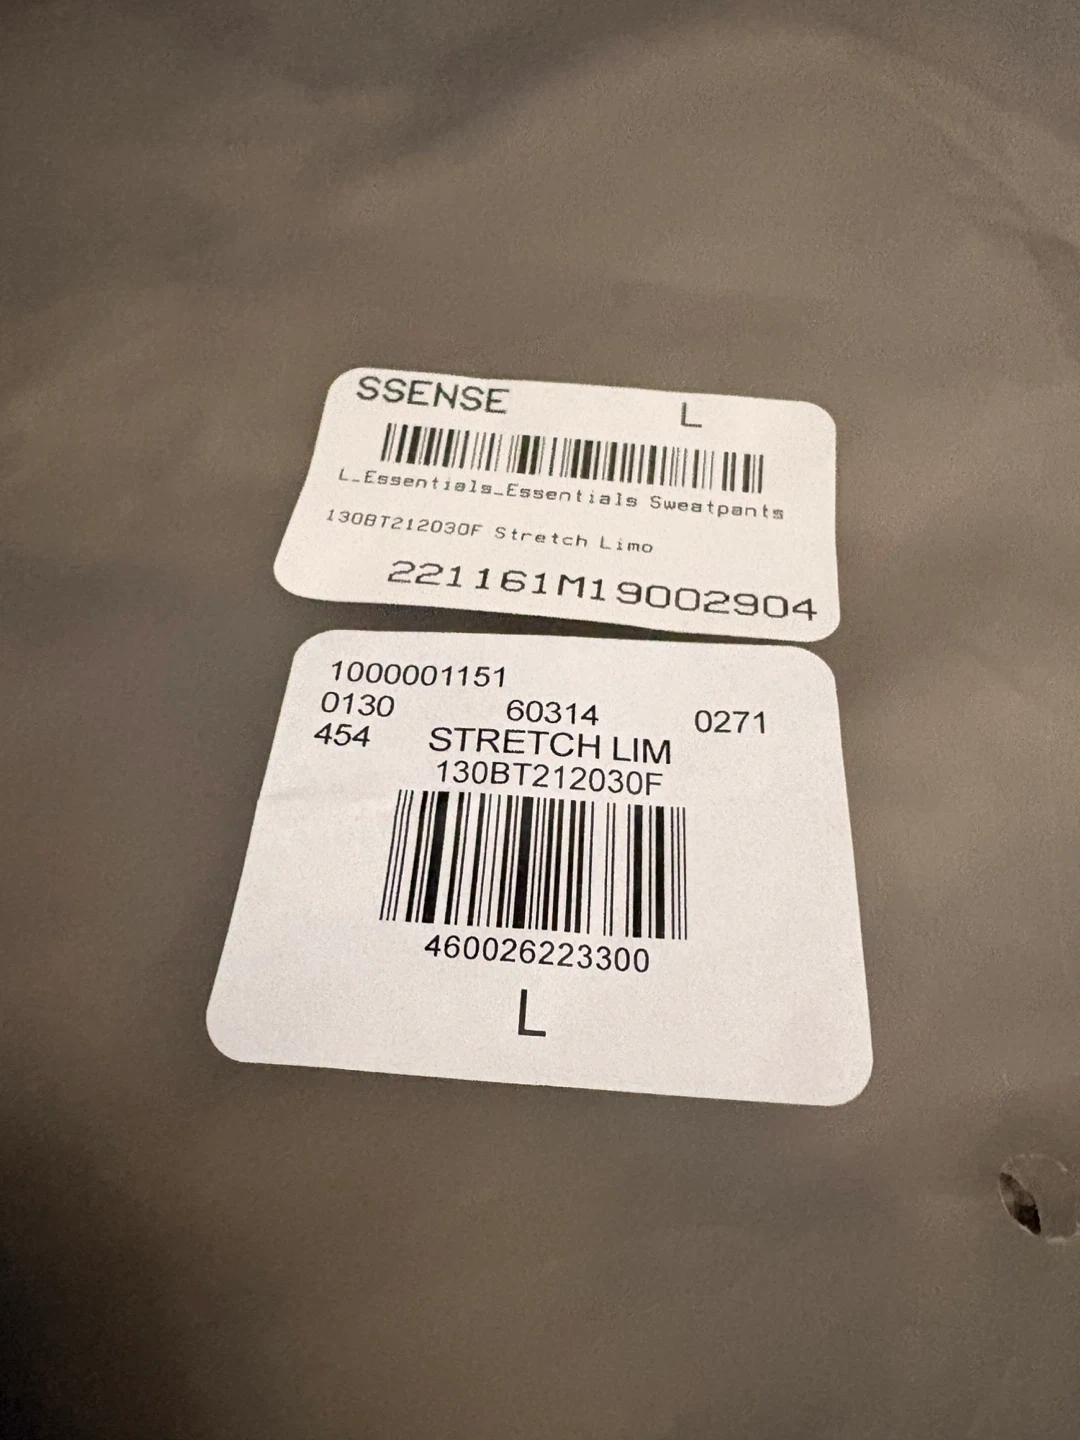 SSENSE L
L_Essentials_Essentials Sweatpants
130BT212030F Stretch Limo
221161M19002904
1000001151
0130 60314 0271
454 STRETCH LIM
130BT212030F
460026223300
L